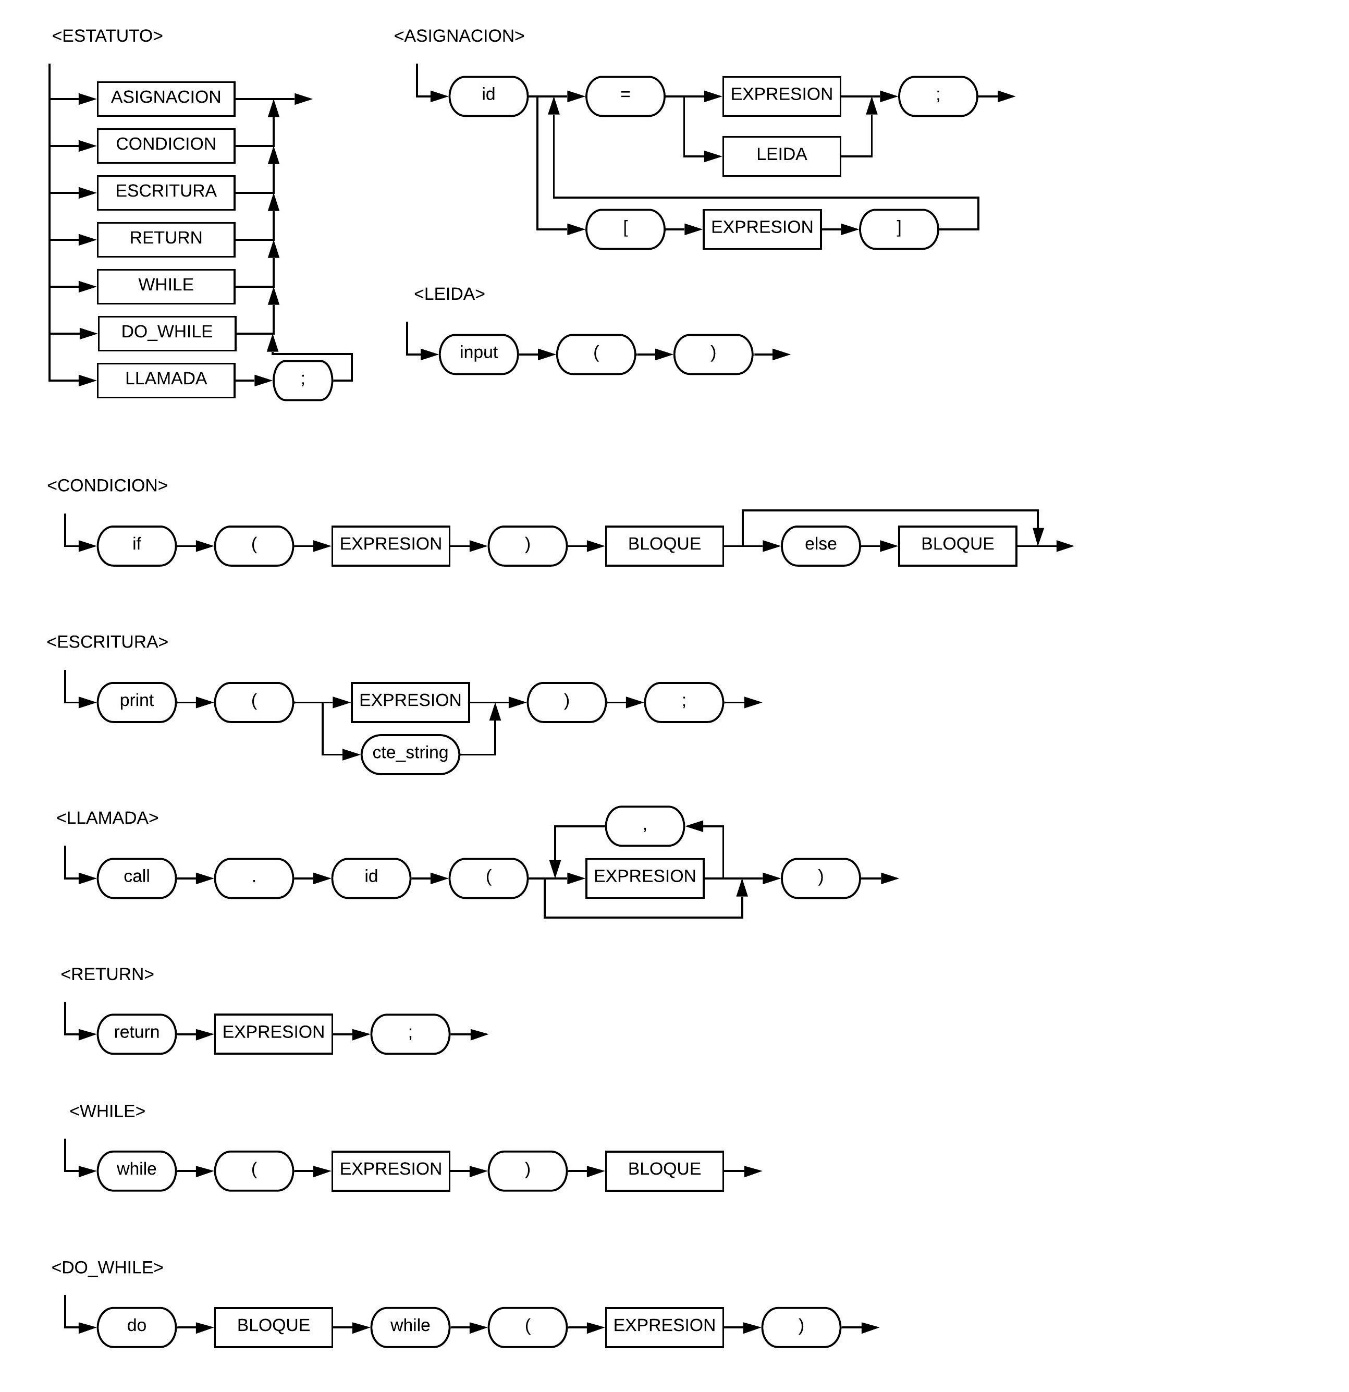 <ESTATUTO>
ASIGNACION
CONDICION
ESCRITURA
RETURN
WHILE
DO_WHILE
LLAMADA ;
<ASIGNACION>
id = EXPRESION ;
LEIDA
[ EXPRESION ]
<LEIDA>
input ( )
<CONDICION>
if ( EXPRESION ) BLOQUE else BLOQUE
<ESCRITURA>
print ( EXPRESION ) ;
cte_string
<LLAMADA>
,
call . id ( EXPRESION )
<RETURN>
return EXPRESION ;
<WHILE>
while ( EXPRESION ) BLOQUE
<DO_WHILE>
do BLOQUE while ( EXPRESION )